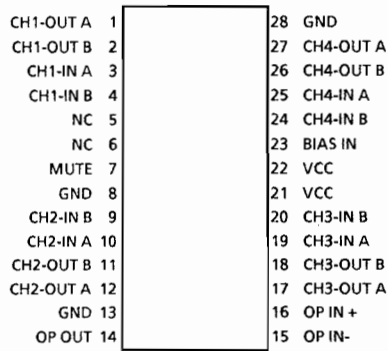 CH1-OUT A 1 28 GND
CH1-OUT B 2 27 CH4-OUT A
CH1-IN A 3 26 CH4-OUT B
CH1-IN B 4 25 CH4-IN A
NC 5 24 CH4-IN B
NC 6 23 BIAS IN
MUTE 7 22 VCC
GND 8 21 VCC
CH2-IN B 9 20 CH3-IN B
CH2-IN A 10 19 CH3-IN A
CH2-OUT B 11 18 CH3-OUT B
CH2-OUT A 12 17 CH3-OUT A
GND 13 16 OP IN +
OP OUT 14 15 OP IN-